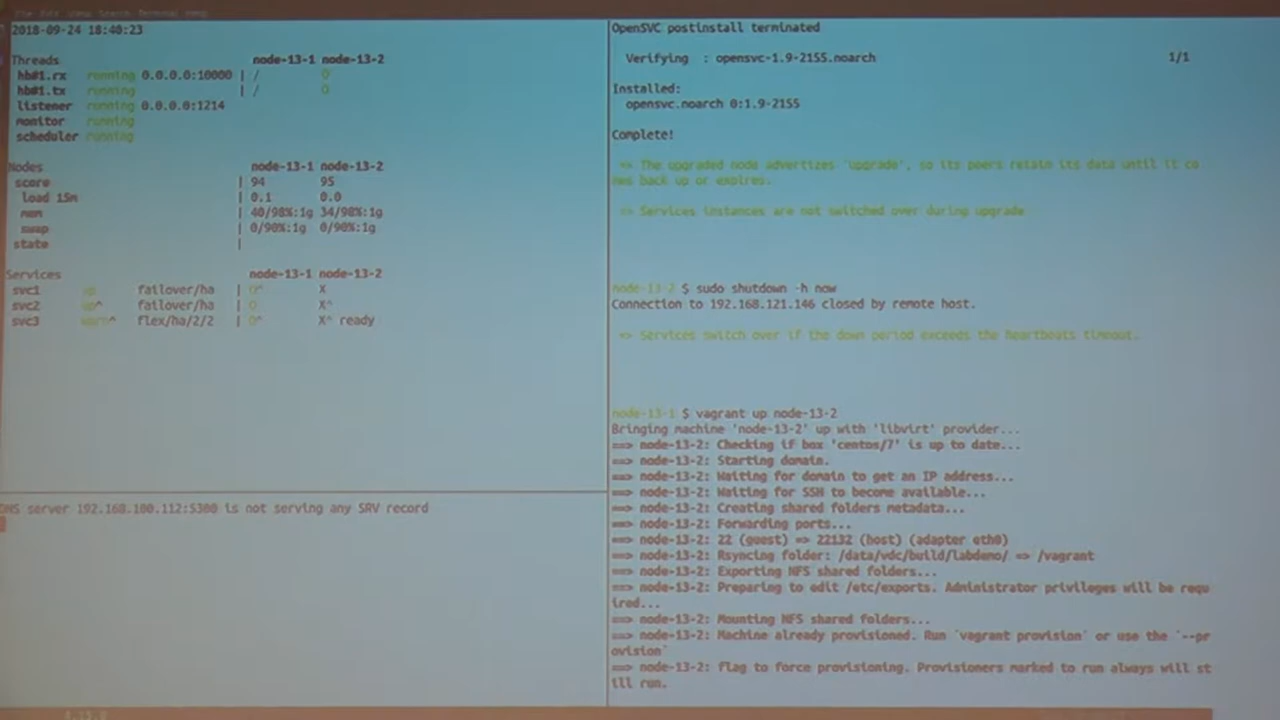 2018-09-24 18:40:23
Threads node-13-1 node-13-2
hb#1.rx running 0.0.0.0:10000 | / O
hb#1.tx running | / O
listener running 0.0.0.0:1214
monitor running
scheduler running
Nodes node-13-1 node-13-2
score | 94 95
load 15m | 0.1 0.0
mem | 40/98%:1g 34/98%:1g
swap | 0/90%:1g 0/90%:1g
state |
Services node-13-1 node-13-2
svc1 up failover/ha | O^ X
svc2 up^ failover/ha | O X^
svc3 warn^ flex/ha/2/2 | O^ X^ ready
DNS server 192.168.100.112:5300 is not serving any SRV record
OpenSVC postinstall terminated
Verifying : opensvc-1.9-2155.noarch 1/1
Installed:
opensvc.noarch 0:1.9-2155
Complete!
=> The upgraded node advertizes 'upgrade', so its peers retain its data until it co
mes back up or expires.
=> Services instances are not switched over during upgrade
node-13-2 $ sudo shutdown -h now
Connection to 192.168.121.146 closed by remote host.
=> Services switch over if the down period exceeds the heartbeats timeout.
node-13-1 $ vagrant up node-13-2
Bringing machine 'node-13-2' up with 'libvirt' provider...
==> node-13-2: Checking if box 'centos/7' is up to date...
==> node-13-2: Starting domain.
==> node-13-2: Waiting for domain to get an IP address...
==> node-13-2: Waiting for SSH to become available...
==> node-13-2: Creating shared folders metadata...
==> node-13-2: Forwarding ports...
==> node-13-2: 22 (guest) => 22132 (host) (adapter eth0)
==> node-13-2: Rsyncing folder: /data/vdc/build/labdemo/ => /vagrant
==> node-13-2: Exporting NFS shared folders...
==> node-13-2: Preparing to edit /etc/exports. Administrator privileges will be requ
ired...
==> node-13-2: Mounting NFS shared folders...
==> node-13-2: Machine already provisioned. Run `vagrant provision` or use the `--pr
ovision`
==> node-13-2: flag to force provisioning. Provisioners marked to run always will st
ill run.